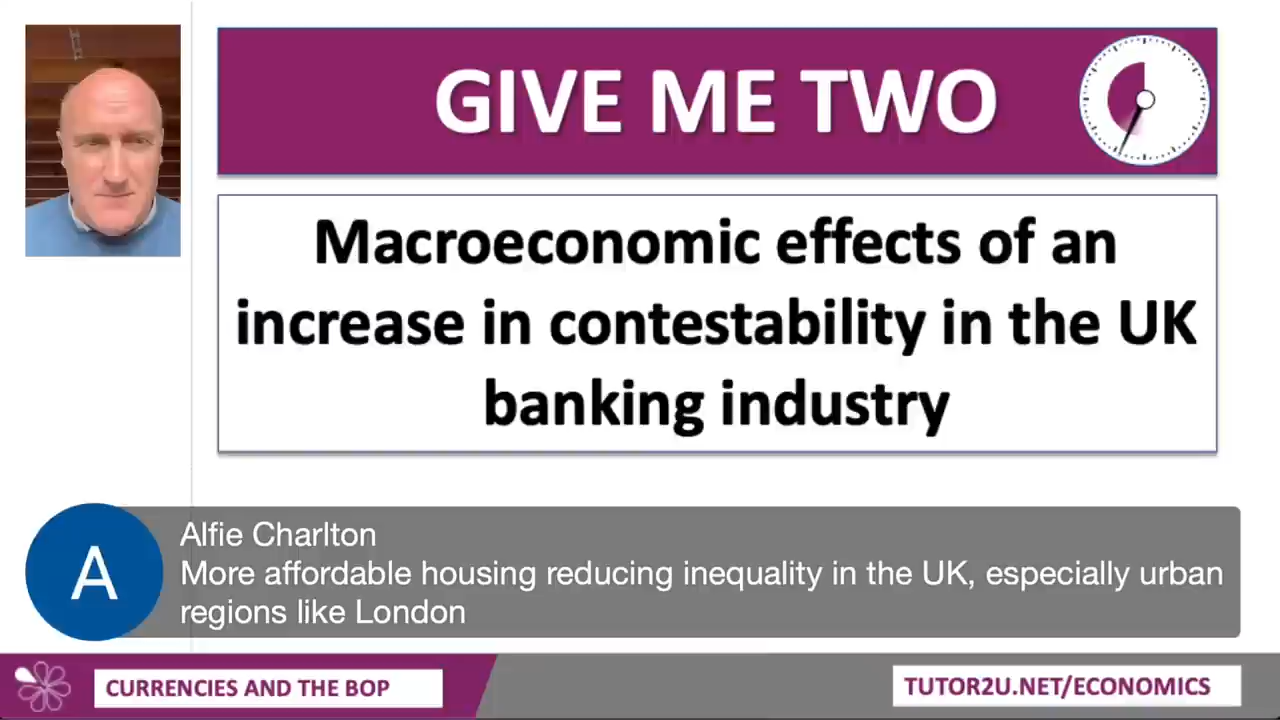 GIVE ME TWO
Macroeconomic effects of an
increase in contestability in the UK
banking industry
A
Alfie Charlton
More affordable housing reducing inequality in the UK, especially urban
regions like London
CURRENCIES AND THE BOP
TUTOR2U.NET/ECONOMICS